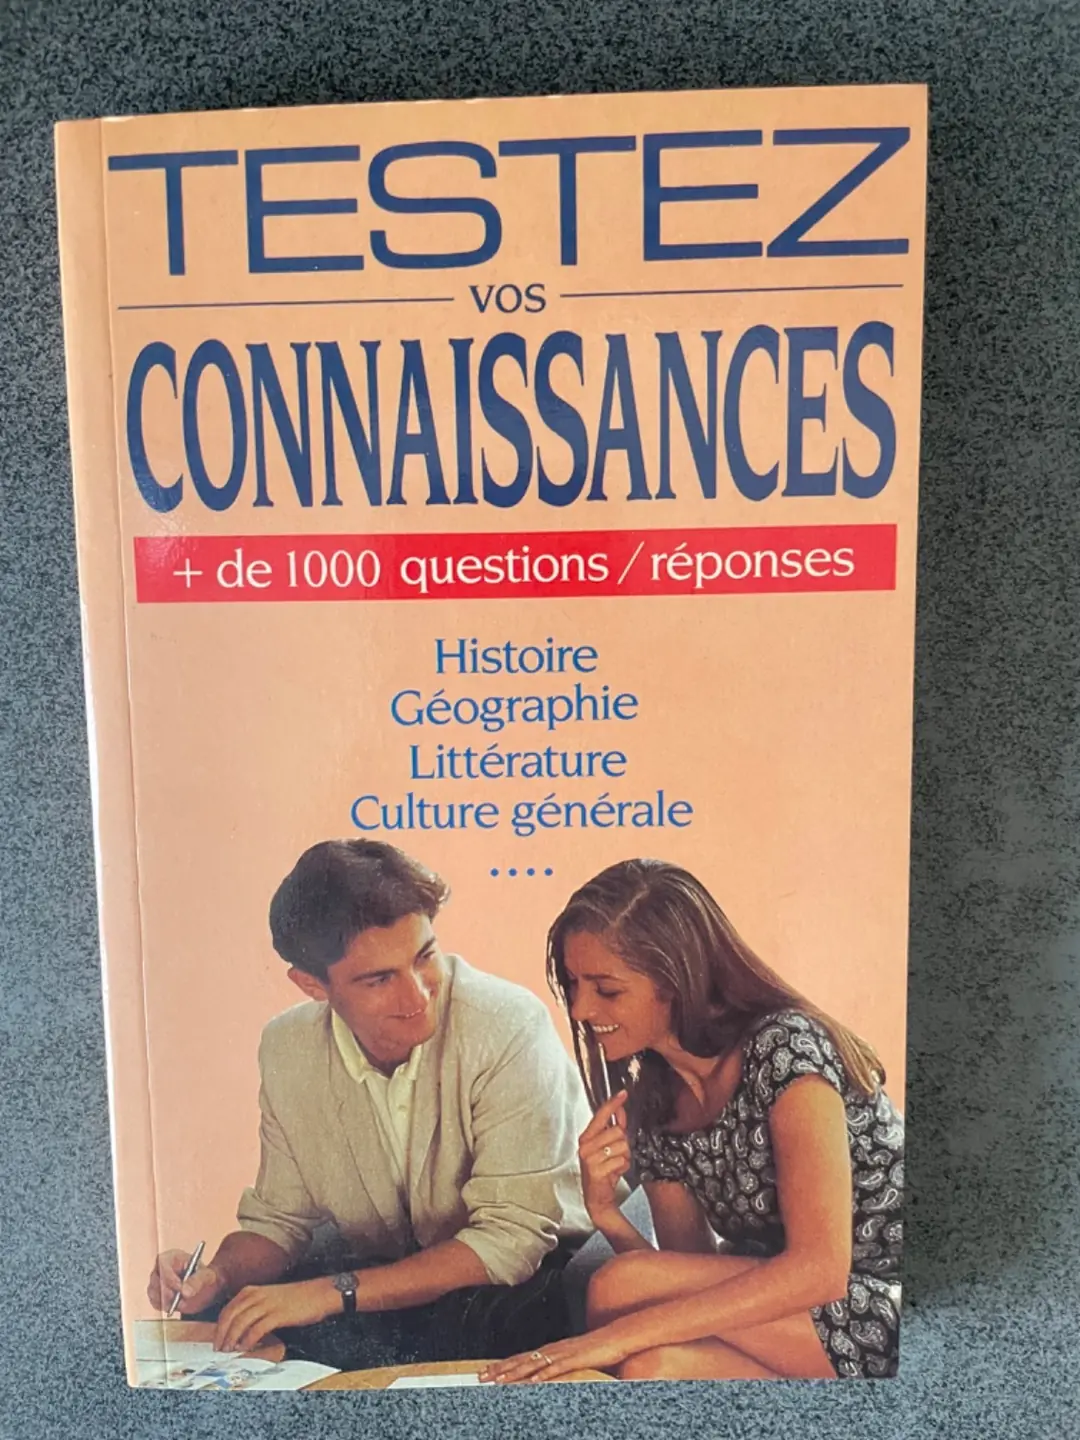 TESTEZ
VOS
CONNAISSANCES
+ de 1000 questions / réponses
Histoire
Géographie
Littérature
Culture générale
....